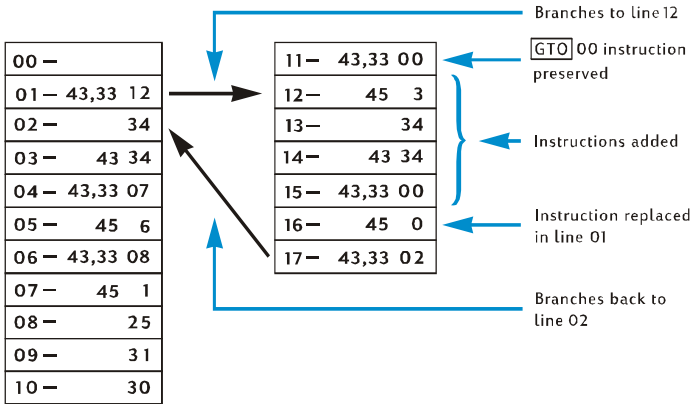 Branches to line12
GTO 00 instruction
preserved
00–
01– 43,33 12
02– 34
03– 43 34
04– 43,33 07
05– 45 6
06– 43,33 08
07– 45 1
08– 25
09– 31
10– 30
11– 43,33 00
12– 45 3
13– 34
14– 43 34
15– 43,33 00
16– 45 0
17– 43,33 02
Instructions added
Instruction replaced
in line 01
Branches back to
line 02